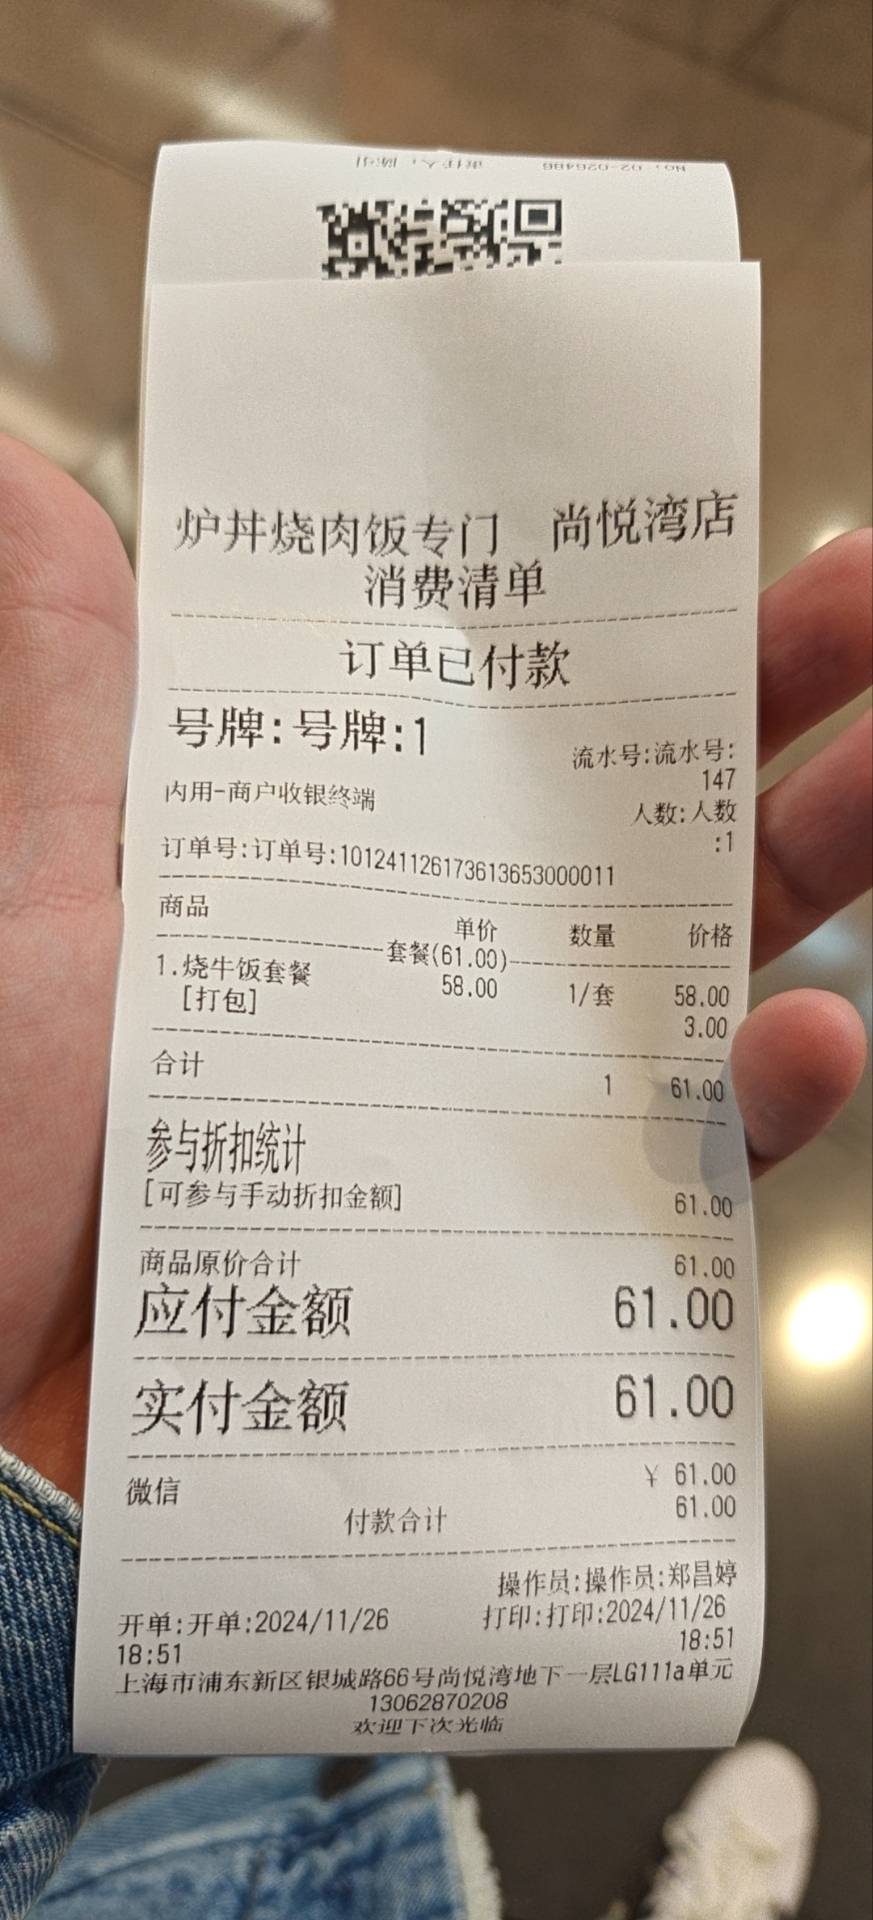 No: 02-026486
炉丼烧肉饭专门 尚悦湾店
消费清单
订单已付款
号牌:号牌:1
流水号:流水号:
147
内用-商户收银终端
人数:人数
:1
订单号:订单号:101241126173613653000011
商品 单价 数量 价格
套餐(61.00)
1.烧牛饭套餐 58.00 1/套 58.00
[打包] 3.00
合计 1 61.00
参与折扣统计
[可参与手动折扣金额] 61.00
商品原价合计 61.00
应付金额 61.00
实付金额 61.00
微信 ¥ 61.00
付款合计 61.00
操作员:操作员:郑昌婷
开单:开单:2024/11/26 打印:打印:2024/11/26
18:51 18:51
上海市浦东新区银城路66号尚悦湾地下一层LG111a单元
13062870208
欢迎下次光临